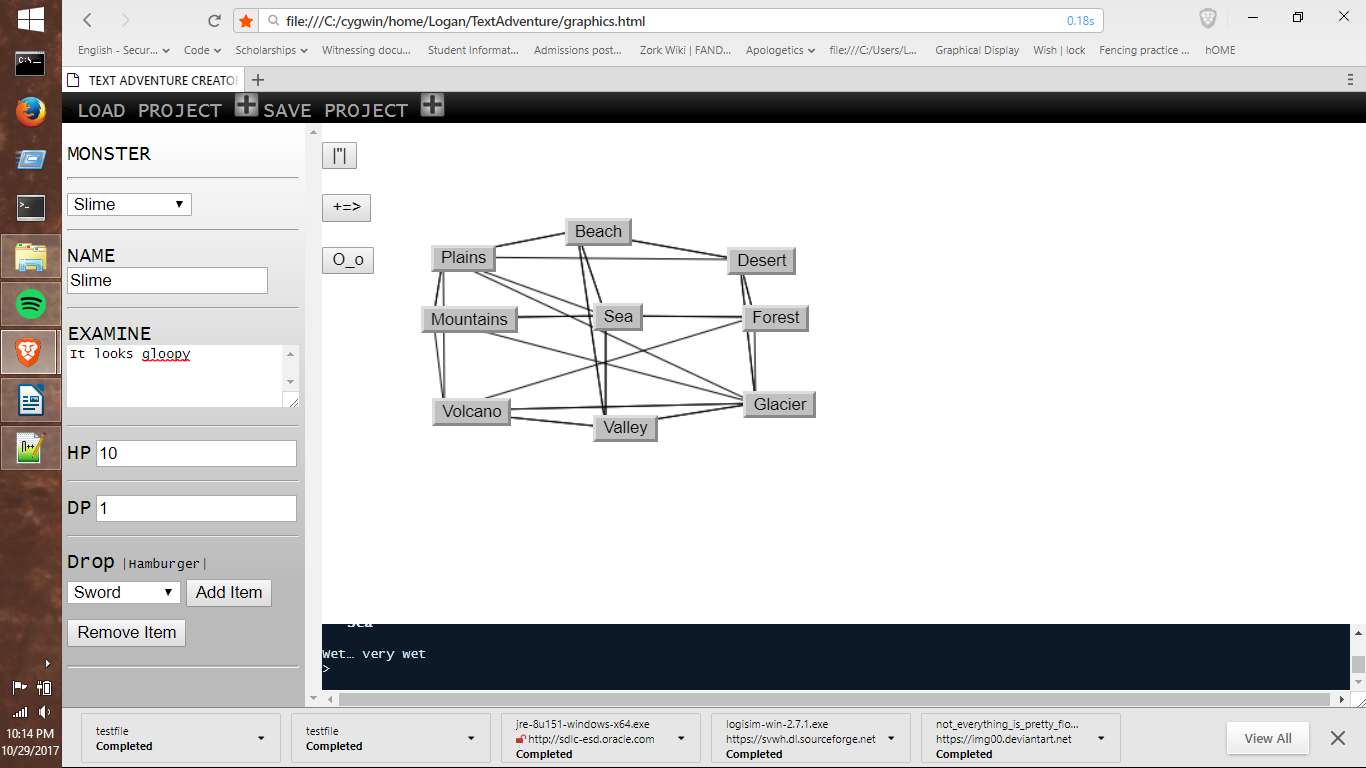 file:///C:/cygwin/home/Logan/TextAdventure/graphics.html
0.18s
English - Secur...
Code
Scholarships
Witnessing docu...
Student Informat...
Admissions post...
Zork Wiki | FAND...
Apologetics
file:///C:/Users/L...
Graphical Display
Wish | lock
Fencing practice ...
hOME
TEXT ADVENTURE CREATOR
LOAD PROJECT
SAVE PROJECT
MONSTER
Slime
NAME
Slime
EXAMINE
It looks gloopy
HP 10
DP 1
Drop |Hamburger|
Sword
Add Item
Remove Item
|"|
+=>
O_o
Beach
Plains
Desert
Mountains
Sea
Forest
Volcano
Valley
Glacier
Sea
Wet… very wet
>
10:14 PM
10/29/2017
testfile
Completed
testfile
Completed
jre-8u151-windows-x64.exe
http://sdlc-esd.oracle.com
Completed
logisim-win-2.7.1.exe
https://svwh.dl.sourceforge.net
Completed
not_everything_is_pretty_flo...
https://img00.deviantart.net
Completed
View All